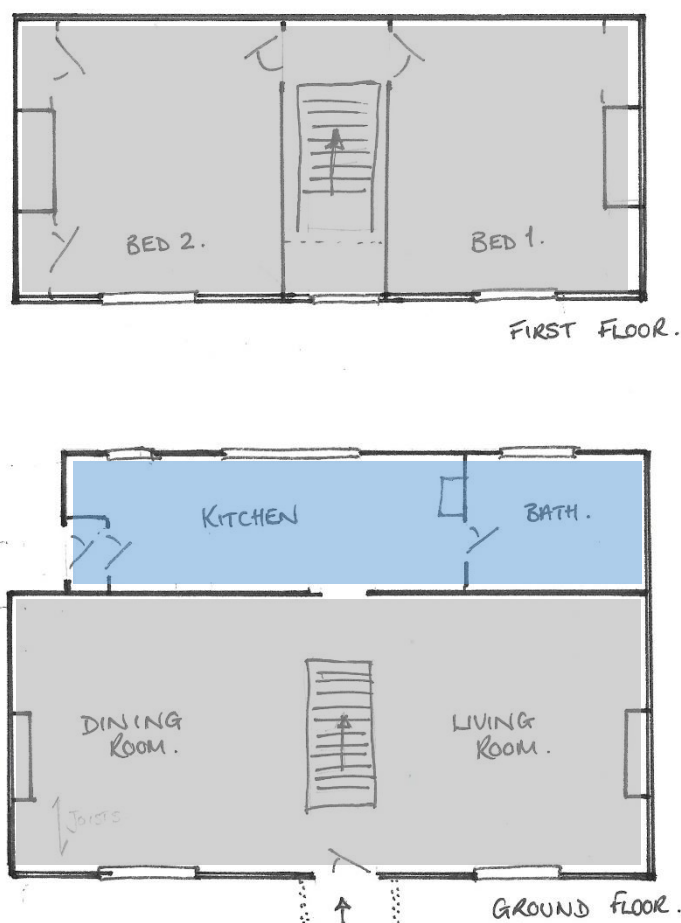 BED 2.
BED 1.
FIRST FLOOR.
KITCHEN
BATH.
DINING
ROOM.
LIVING
ROOM.
JOISTS
GROUND FLOOR.